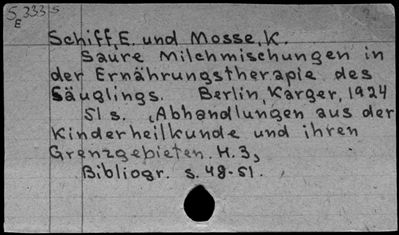 S 333 S
E
Schiff, E. und Mosse, K.
Saure Milchmischungen in
der Ernährungstherapie des
Säuglings. Berlin, Karger, 1924
51 s. (Abhandlungen aus der
Kinderheilkunde und ihren
Grenzgebieten. H. 3,
Bibliogr. s. 48-51.